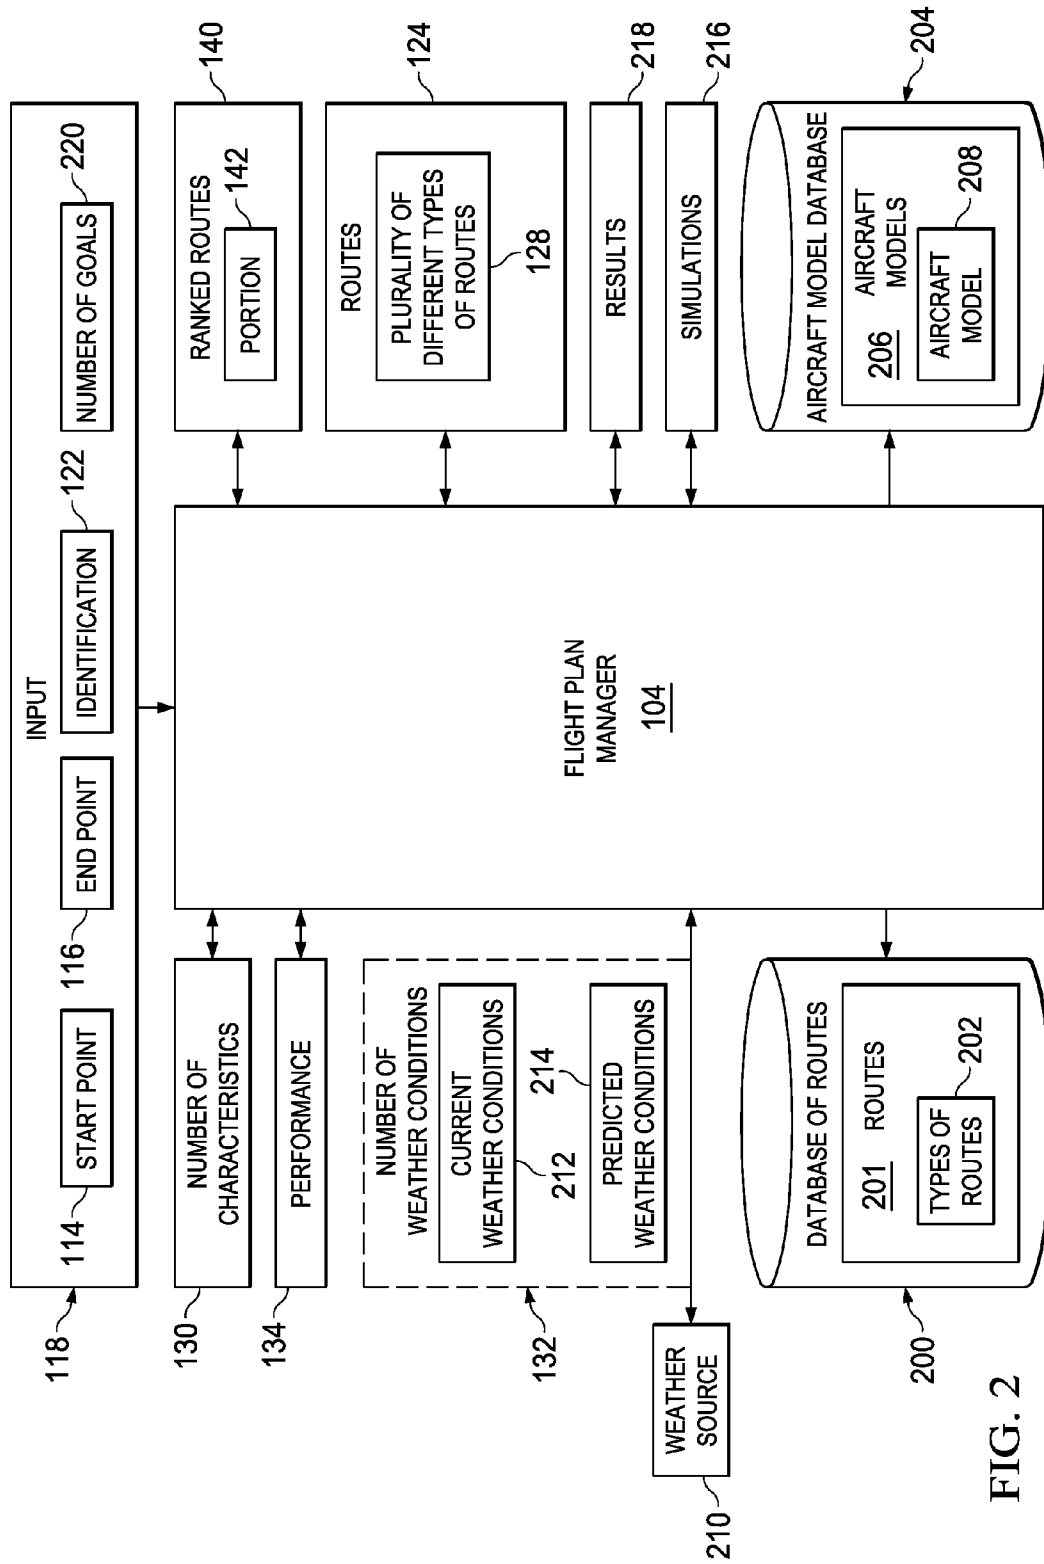 INPUT
118
114
START POINT
116
END POINT
IDENTIFICATION
122
NUMBER OF GOALS
220
130
NUMBER OF
CHARACTERISTICS
134
PERFORMANCE
132
NUMBER OF
WEATHER CONDITIONS
CURRENT
WEATHER CONDITIONS
212
214
PREDICTED
WEATHER CONDITIONS
210
WEATHER
SOURCE
200
DATABASE OF ROUTES
201
ROUTES
TYPES OF
ROUTES
202
FLIGHT PLAN
MANAGER
104
RANKED ROUTES
140
PORTION
142
ROUTES
124
PLURALITY OF
DIFFERENT TYPES
OF ROUTES
128
RESULTS
218
SIMULATIONS
216
AIRCRAFT MODEL DATABASE
204
AIRCRAFT
MODELS
206
AIRCRAFT
MODEL
208
FIG. 2